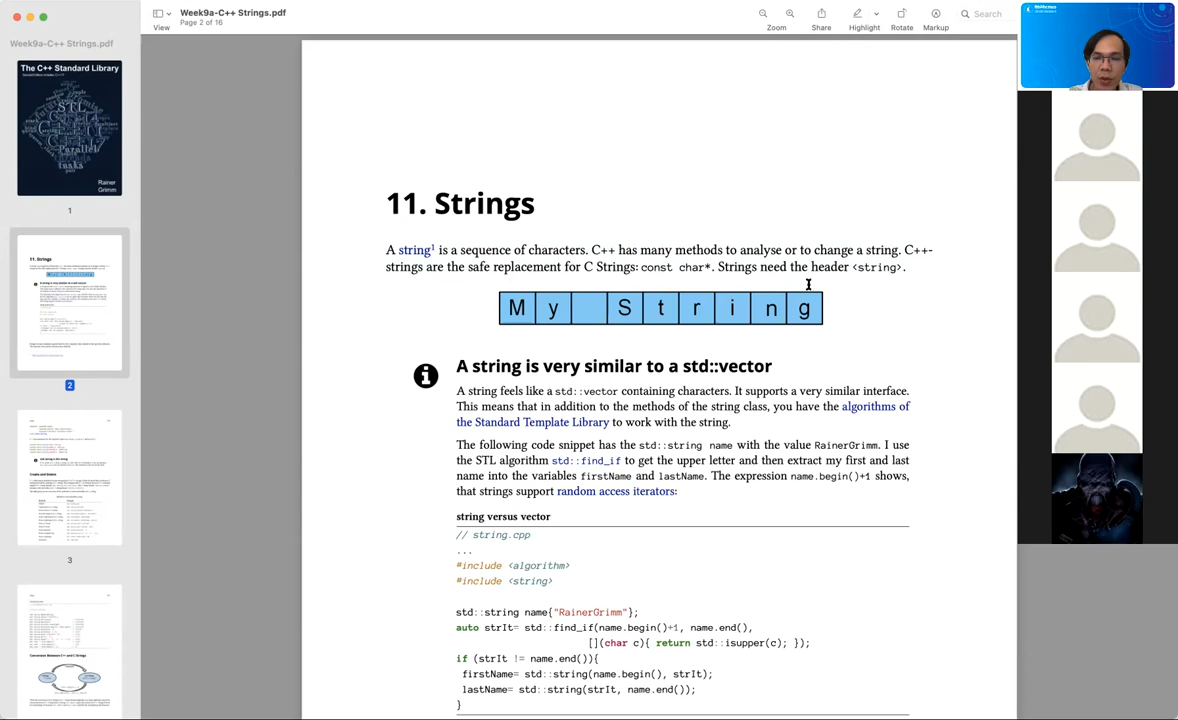 Week9a-C++ Strings.pdf
Page 2 of 16
View
Zoom
Share
Highlight
Rotate
Markup
Search
Week9a-C++ Strings.pdf
The C++ Standard Library
STL
C++
Parallel
tasks
Rainer
Grimm
1
2
3
11. Strings
A string¹ is a sequence of characters. C++ has many methods to analyse or to change a string. C++-
strings are the safe replacement for C Strings: const char*. Strings need the header <string>.
M y S t r i n g
A string is very similar to a std::vector
A string feels like a std::vector containing characters. It supports a very similar interface.
This means that in addition to the methods of the string class, you have the algorithms of
the Standard Template Library to work with the string.
The following code snippet has the std::string name with the value RainerGrimm. I use
the STL algorithm std::find_if to get the upper letter and then extract my first and last
name into the variables firstName and lastName. The expression name.begin()+1 shows,
that strings support random access iterators:
string versus vector
// string.cpp
...
#include <algorithm>
#include <string>
std::string name{"RainerGrimm"};
auto strIt= std::find_if(name.begin()+1, name.end(),
[](char c){ return std::isupper(c); });
if (strIt != name.end()){
firstName= std::string(name.begin(), strIt);
lastName= std::string(strIt, name.end());
}